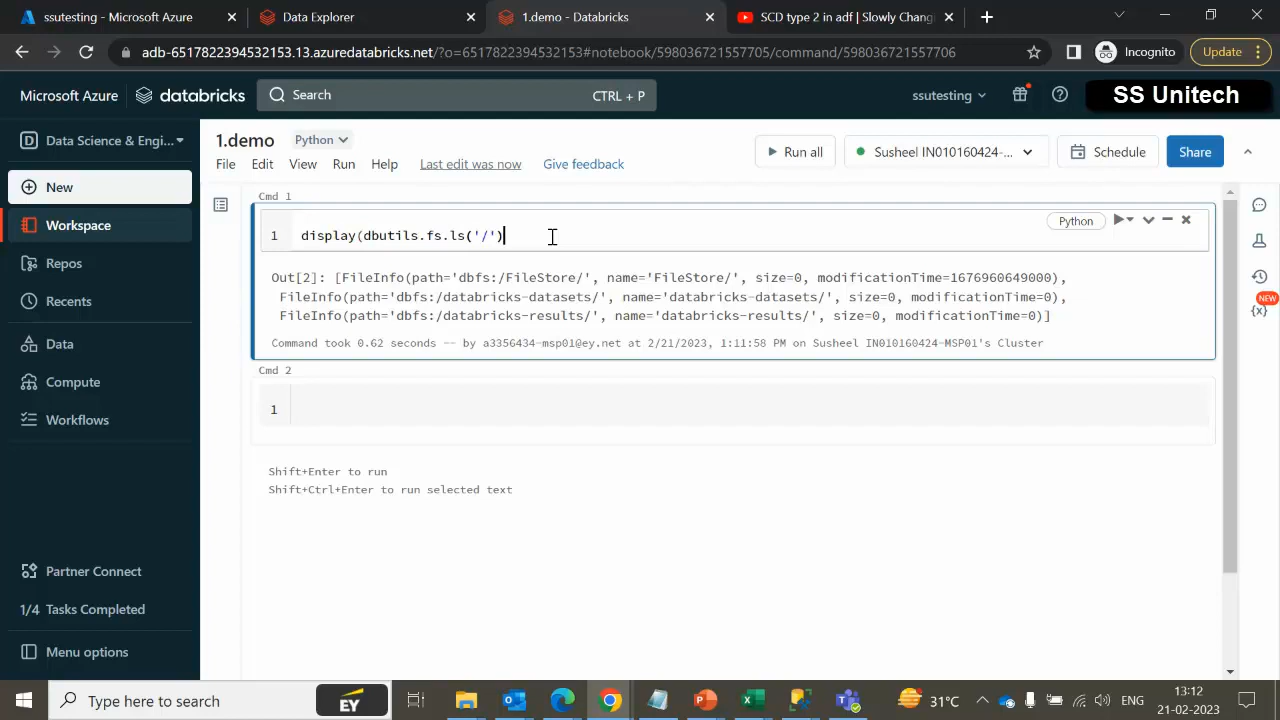 ssutesting - Microsoft Azure
Data Explorer
1.demo - Databricks
SCD type 2 in adf | Slowly Chang
adb-6517822394532153.13.azuredatabricks.net/?o=6517822394532153#notebook/598036721557705/command/598036721557706
Incognito
Update
Microsoft Azure
databricks
Search
CTRL + P
ssutesting
SS Unitech
Data Science & Engi...
1.demo
Python
Run all
Susheel IN010160424-...
Schedule
Share
File
Edit
View
Run
Help
Last edit was now
Give feedback
New
Workspace
Repos
Recents
Data
Compute
Workflows
Partner Connect
1/4 Tasks Completed
Menu options
Cmd 1
Python
1 display(dbutils.fs.ls('/')
Out[2]: [FileInfo(path='dbfs:/FileStore/', name='FileStore/', size=0, modificationTime=1676960649000),
FileInfo(path='dbfs:/databricks-datasets/', name='databricks-datasets/', size=0, modificationTime=0),
FileInfo(path='dbfs:/databricks-results/', name='databricks-results/', size=0, modificationTime=0)]
Command took 0.62 seconds -- by a3356434-msp01@ey.net at 2/21/2023, 1:11:58 PM on Susheel IN010160424-MSP01's Cluster
Cmd 2
1
Shift+Enter to run
Shift+Ctrl+Enter to run selected text
NEW
{x}
Type here to search
EY
31°C
ENG
13:12
21-02-2023